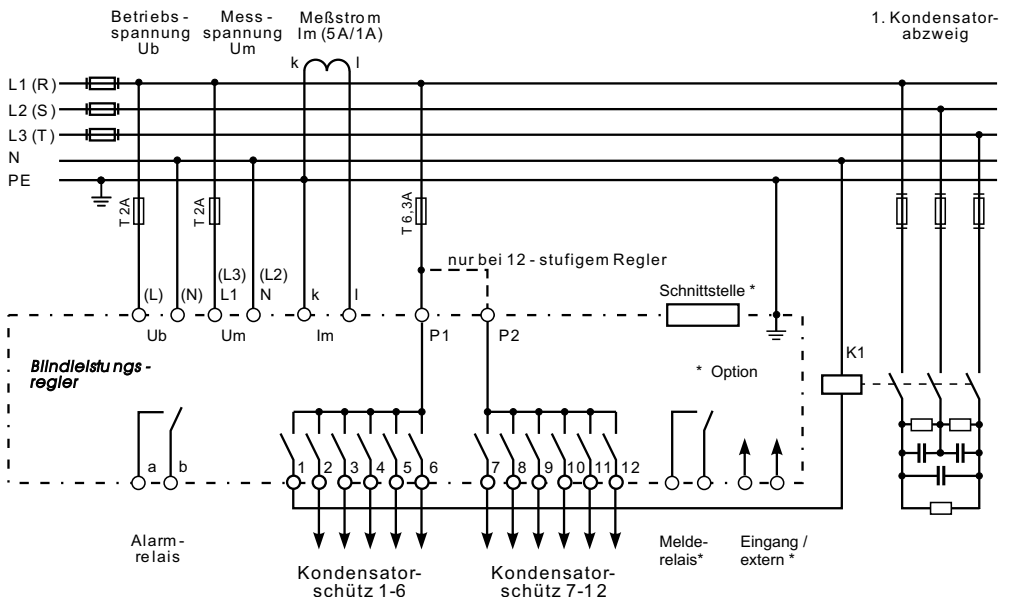 Betriebs-
spannung
Ub
Mess-
spannung
Um
Meßstrom
Im (5A/1A)
1. Kondensator-
abzweig
k l
L1 (R)
L2 (S)
L3 (T)
N
PE
T 2A
T 2A
T 6,3A
nur bei 12 - stufigem Regler
(L3) (L2)
(L) (N) L1 N k l
Schnittstelle *
Ub Um Im P1 P2
K1
Blindleistungs-
regler
* Option
a b
1 2 3 4 5 6 7 8 9 10 11 12
Alarm-
relais
Melde-
relais*
Eingang /
extern *
Kondensator-
schütz 1-6
Kondensator-
schütz 7-12